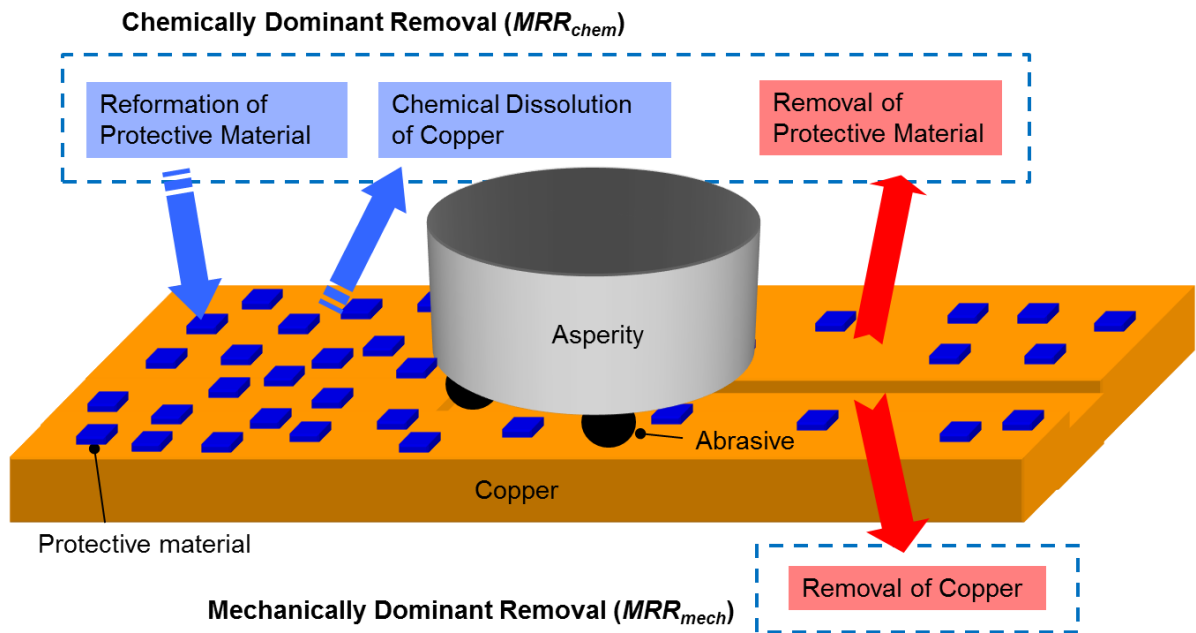 Chemically Dominant Removal (MRRchem)
Reformation of
Protective Material
Chemical Dissolution
of Copper
Removal of
Protective Material
Asperity
Abrasive
Copper
Protective material
Removal of Copper
Mechanically Dominant Removal (MRRmech)